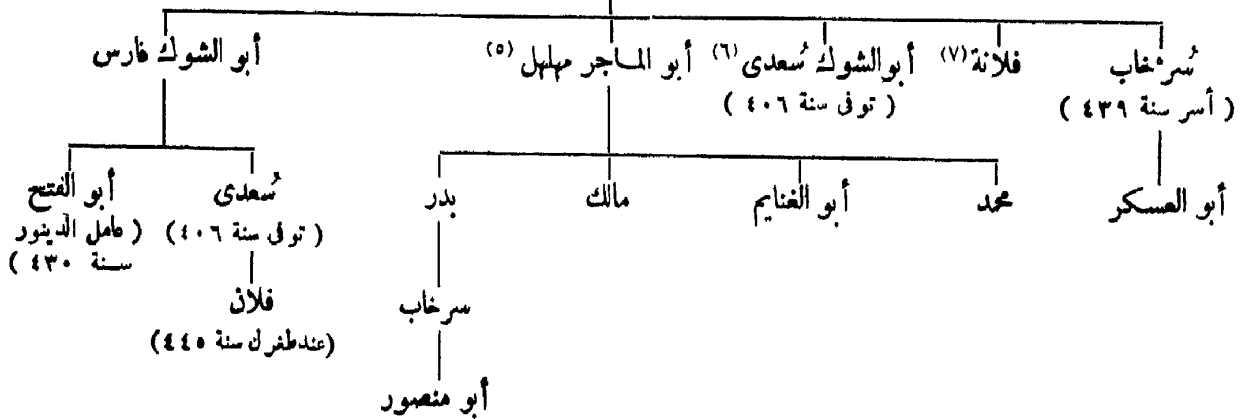 سُرخاب
( أسر سنة ٤٣٩ )
فلانة (٧)
أبو الشوك سُعدى (٦)
( توفى سنة ٤٠٦ )
أبو الماجر مهلهل (٥)
أبو الشوك فارس
أبو العسكر
محمد
أبو الغنايم
مالك
بدر
سُعدى
( توفى سنة ٤٠٦ )
أبو الفتح
( عامل الدينور
سنة ٤٣٠ )
سرخاب
فلان
(عند طغرلك سنة ٤٤٥)
أبو منصور